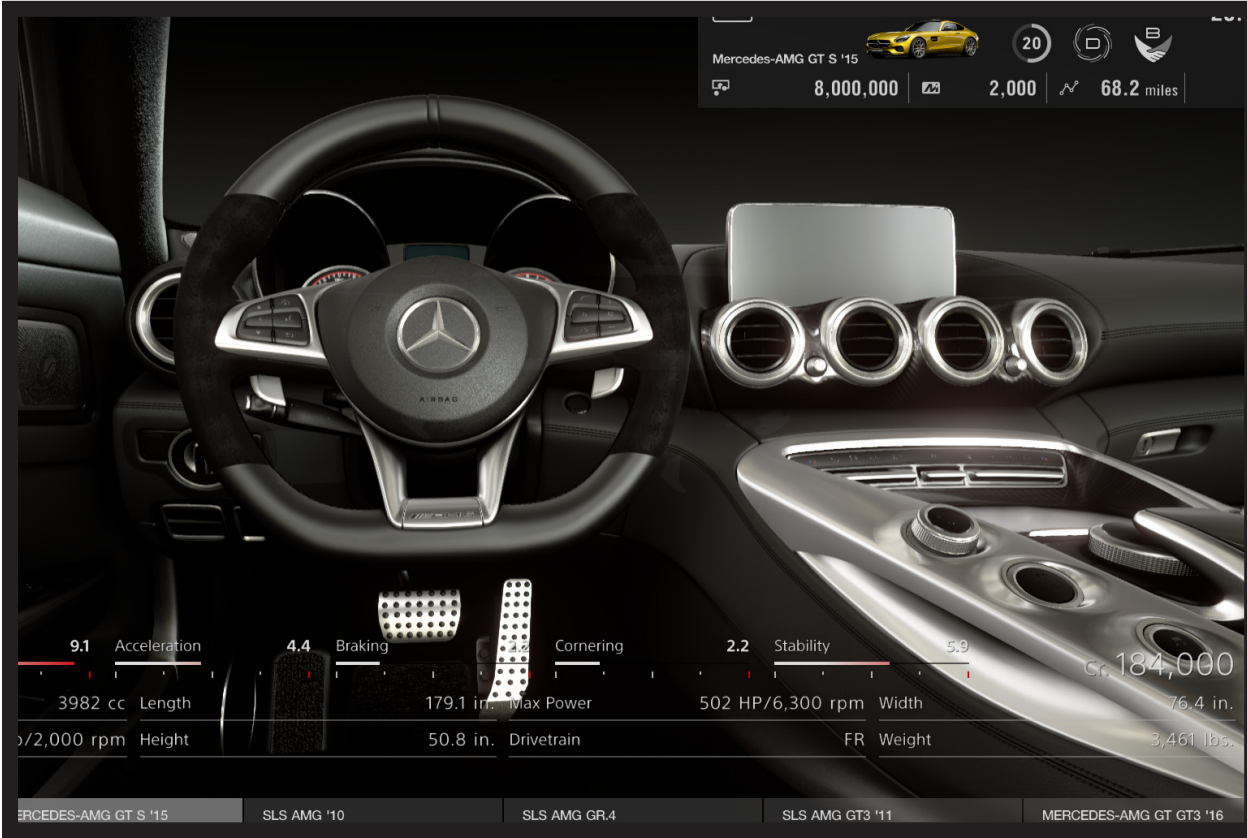 Mercedes-AMG GT S '15
20
D
B
8,000,000
2,000
68.2 miles
AIRBAG
9.1 Acceleration 4.4 Braking 2.2 Cornering 2.2 Stability 5.9
Cr. 184,000
3982 cc Length 179.1 in. Max Power 502 HP/6,300 rpm Width 76.4 in.
/2,000 rpm Height 50.8 in. Drivetrain FR Weight 3,461 lbs.
ERCEDES-AMG GT S '15
SLS AMG '10
SLS AMG GR.4
SLS AMG GT3 '11
MERCEDES-AMG GT GT3 '16